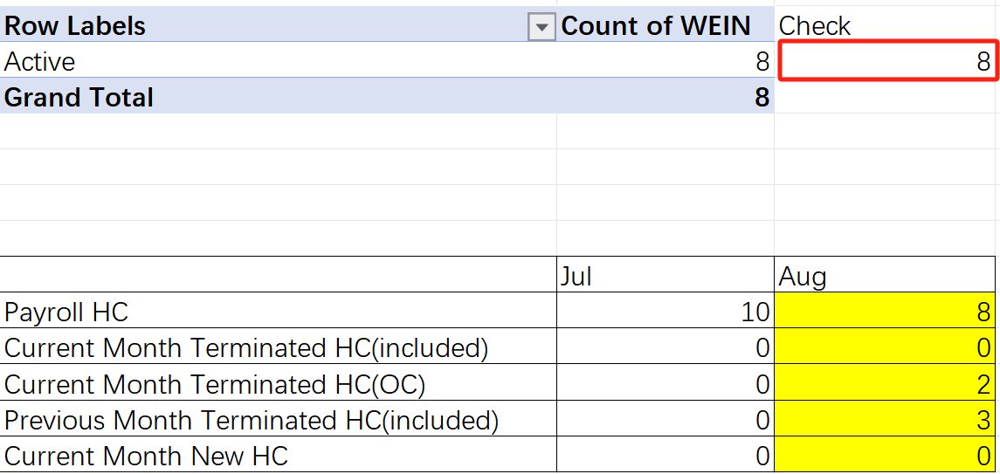 Row Labels Count of WEIN Check
Active 8 8
Grand Total 8
Jul Aug
Payroll HC 10 8
Current Month Terminated HC(included) 0 0
Current Month Terminated HC(OC) 0 2
Previous Month Terminated HC(included) 0 3
Current Month New HC 0 0